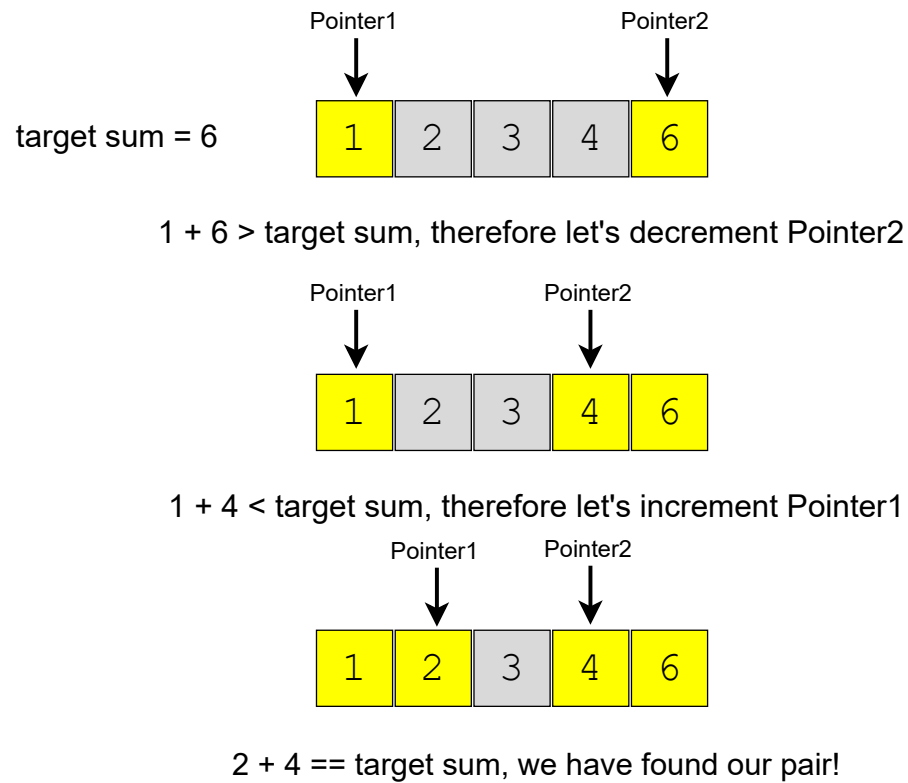 Pointer1 Pointer2
target sum = 6 1 2 3 4 6
1 + 6 > target sum, therefore let's decrement Pointer2
Pointer1 Pointer2
1 2 3 4 6
1 + 4 < target sum, therefore let's increment Pointer1
Pointer1 Pointer2
1 2 3 4 6
2 + 4 == target sum, we have found our pair!